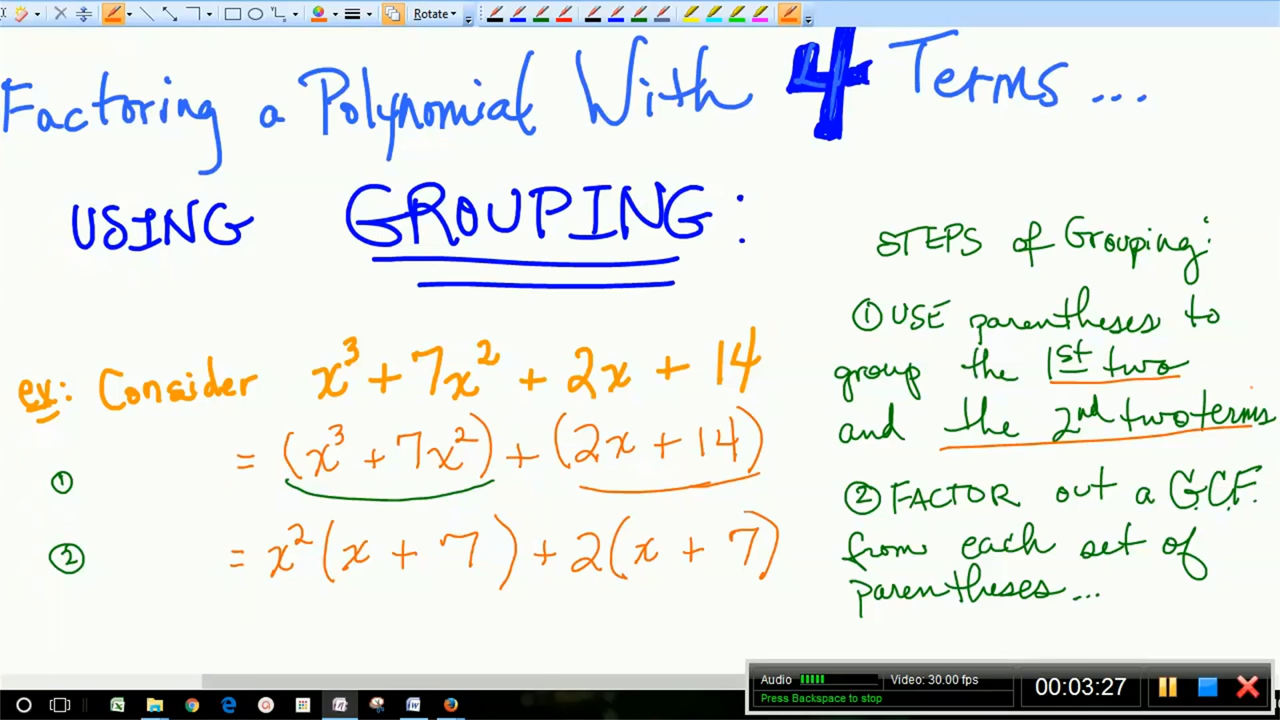 Rotate
Factoring a Polynomial With 4 Terms...
USING GROUPING:
STEPS of Grouping:
① USE parentheses to
group the 1st two
and the 2nd two terms
② FACTOR out a G.C.F.
from each set of
parentheses...
ex: Consider x³ + 7x² + 2x + 14
① = (x³ + 7x²) + (2x + 14)
② = x²(x + 7) + 2(x + 7)
Audio Video: 30.00 fps
Press Backspace to stop
00:03:27